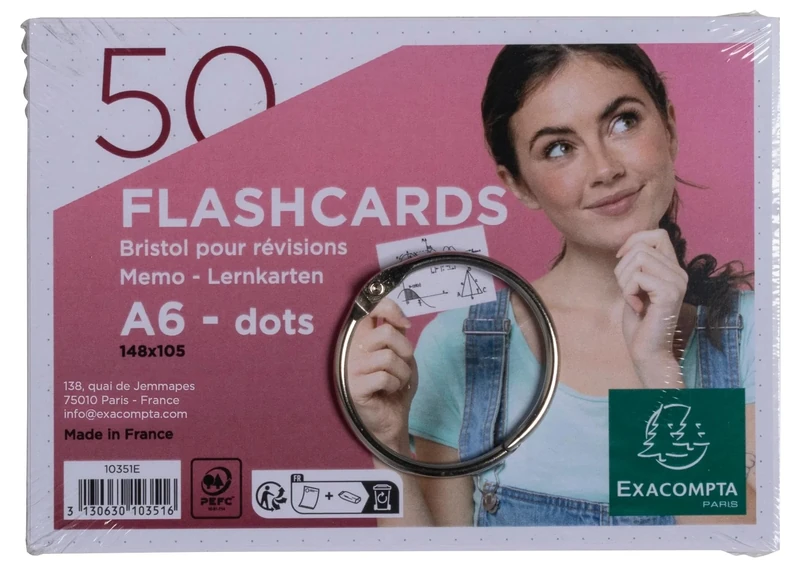 50
FLASHCARDS
Bristol pour révisions
Memo - Lernkarten
A6 - dots
148x105
138, quai de Jemmapes
75010 Paris - France
info@exacompta.com
Made in France
10351E
3 130630 103516
PEFC
FR
EXACOMPTA
PARIS